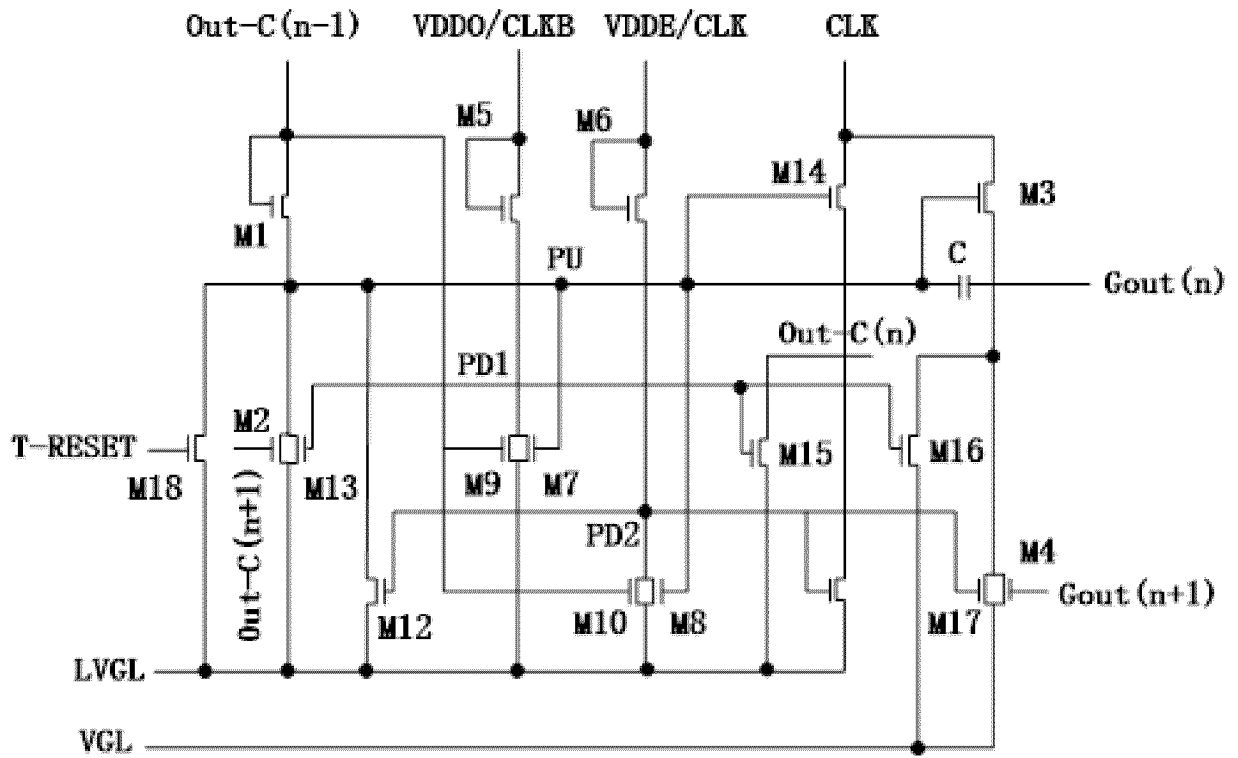 Out-C(n-1) VDDO/CLKB VDDE/CLK CLK
M5 M6
M14 M3
M1
PU C
Gout(n)
Out-C(n)
PD1
M2
T-RESET M15 M16
M18 M13 M9 M7
Out-C(n+1)
PD2 M4
Gout(n+1)
M12 M10 M8 M17
LVGL
VGL